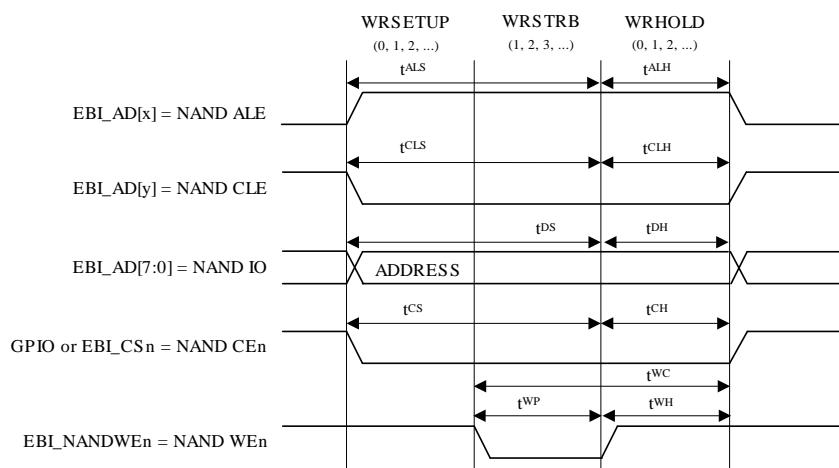 WRSETUP WRSTRB WRHOLD
(0, 1, 2, ...) (1, 2, 3, ...) (0, 1, 2, ...)
tALS tALH
EBI_AD[x] = NAND ALE
tCLS tCLH
EBI_AD[y] = NAND CLE
tDS tDH
EBI_AD[7:0] = NAND IO ADDRESS
tCS tCH
GPIO or EBI_CSn = NAND CEn
tWC
tWP tWH
EBI_NANDWEn = NAND WEn